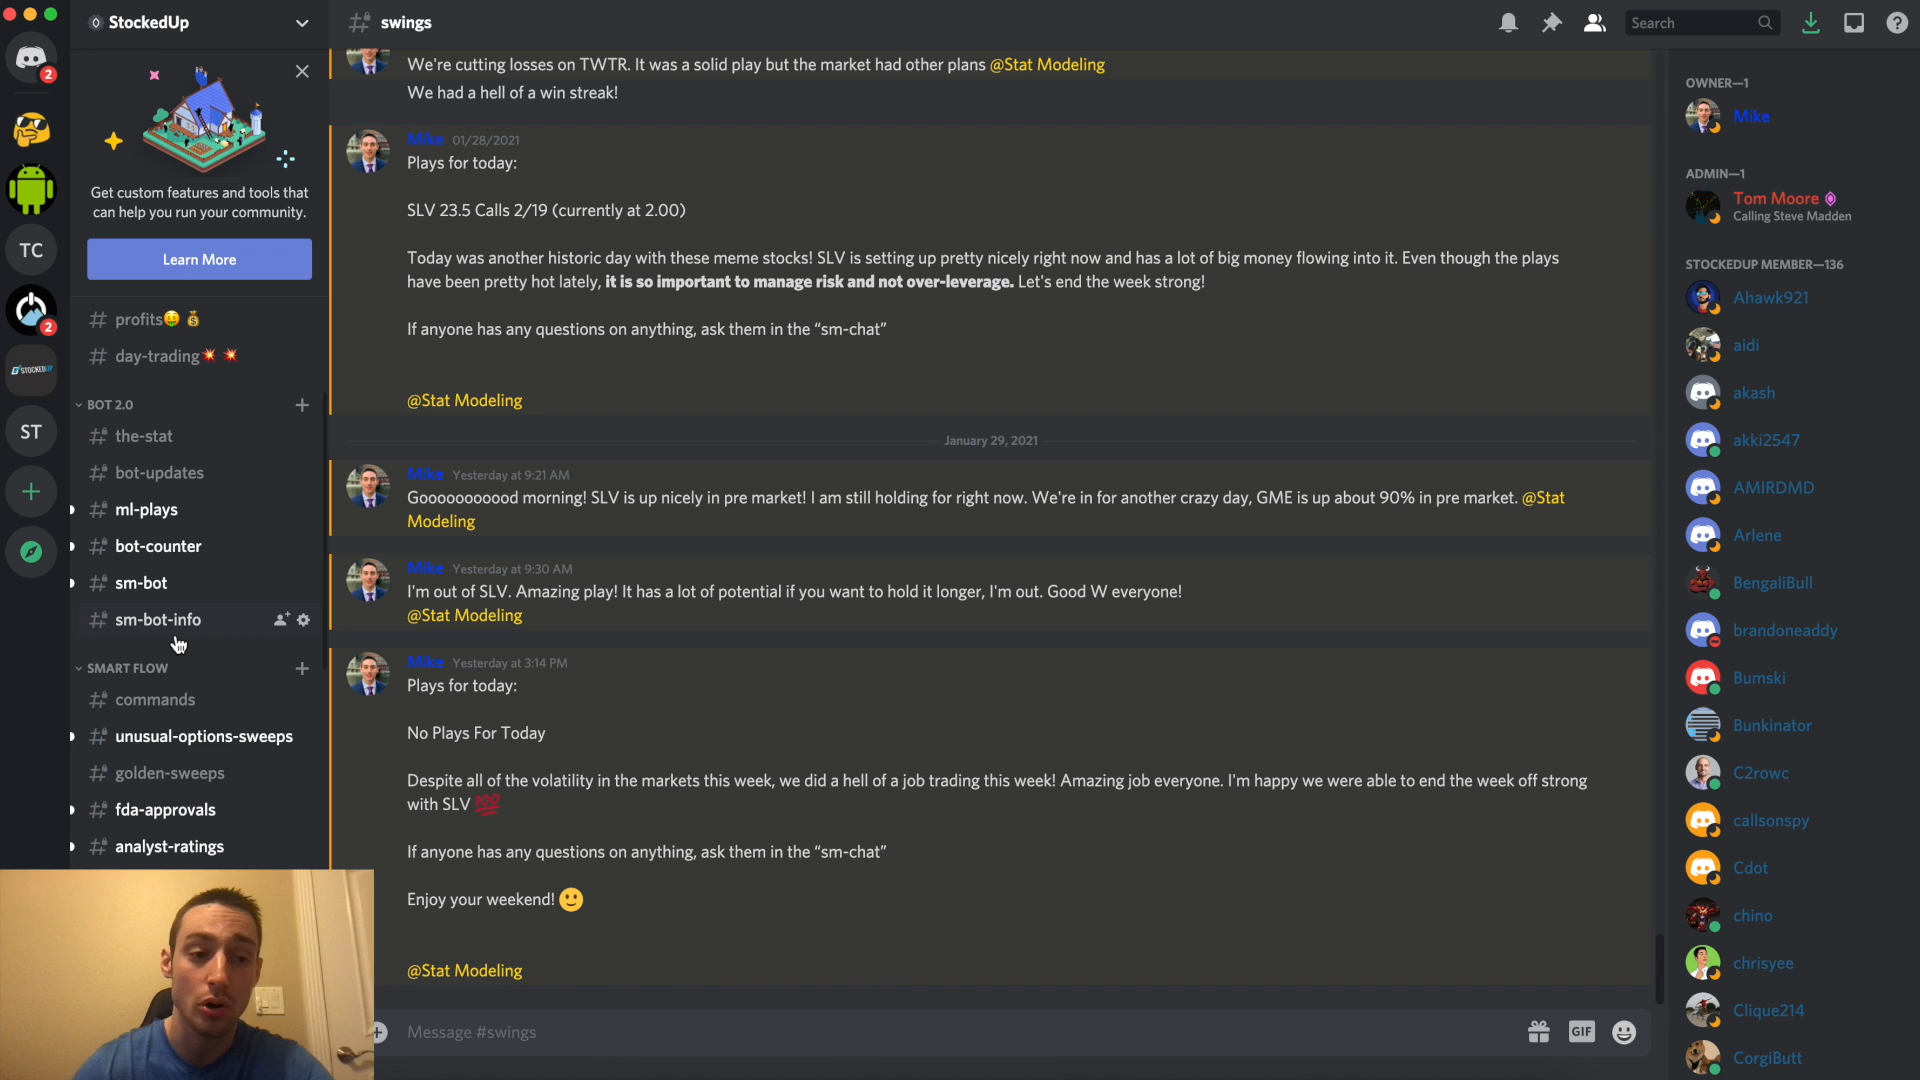 StockedUp
swings
Search
2
Get custom features and tools that
can help you run your community.
Learn More
TC
2
STOCKEDUP
ST
profits🤑 💰
day-trading💥 💥
BOT 2.0
the-stat
bot-updates
ml-plays
bot-counter
sm-bot
sm-bot-info
SMART FLOW
commands
unusual-options-sweeps
golden-sweeps
fda-approvals
analyst-ratings
We're cutting losses on TWTR. It was a solid play but the market had other plans @Stat Modeling
We had a hell of a win streak!
Mike 01/28/2021
Plays for today:
SLV 23.5 Calls 2/19 (currently at 2.00)
Today was another historic day with these meme stocks! SLV is setting up pretty nicely right now and has a lot of big money flowing into it. Even though the plays
have been pretty hot lately, it is so important to manage risk and not over-leverage. Let's end the week strong!
If anyone has any questions on anything, ask them in the “sm-chat”
@Stat Modeling
January 29, 2021
Mike Yesterday at 9:21 AM
Gooooooooood morning! SLV is up nicely in pre market! I am still holding for right now. We're in for another crazy day, GME is up about 90% in pre market. @Stat
Modeling
Mike Yesterday at 9:30 AM
I'm out of SLV. Amazing play! It has a lot of potential if you want to hold it longer, I'm out. Good W everyone!
@Stat Modeling
Mike Yesterday at 3:14 PM
Plays for today:
No Plays For Today
Despite all of the volatility in the markets this week, we did a hell of a job trading this week! Amazing job everyone. I'm happy we were able to end the week off strong
with SLV 💯
If anyone has any questions on anything, ask them in the “sm-chat”
Enjoy your weekend! 🙂
@Stat Modeling
Message #swings
GIF
OWNER—1
Mike
ADMIN—1
Tom Moore
Calling Steve Madden
STOCKEDUP MEMBER—136
Ahawk921
aidi
akash
akki2547
AMIRDMD
Arlene
BengaliBull
brandoneaddy
Bumski
Bunkinator
C2rowc
callsonspy
Cdot
chino
chrisyee
Clique214
CorgiButt